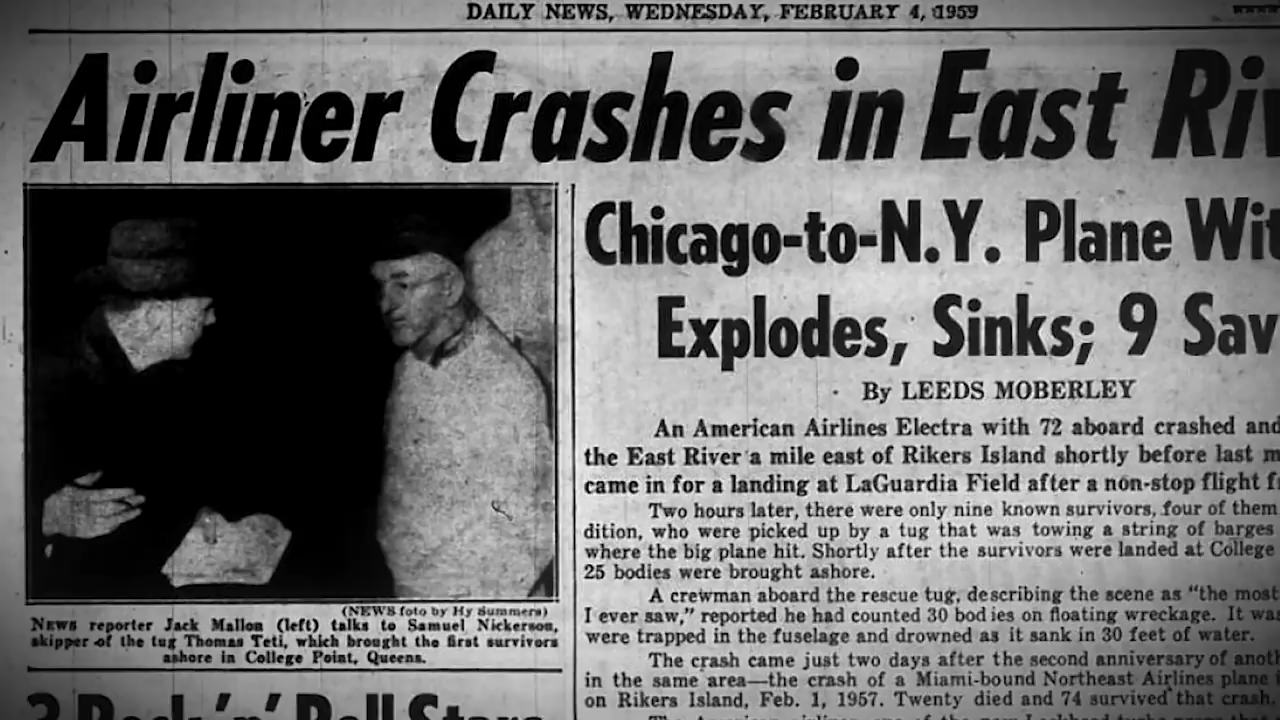 DAILY NEWS, WEDNESDAY, FEBRUARY 4, 1959
Airliner Crashes in East Riv
Chicago-to-N.Y. Plane Wit
Explodes, Sinks; 9 Sav
By LEEDS MOBERLEY
An American Airlines Electra with 72 aboard crashed and
the East River a mile east of Rikers Island shortly before last m
came in for a landing at LaGuardia Field after a non-stop flight f
Two hours later, there were only nine known survivors, four of them
dition, who were picked up by a tug that was towing a string of barges
where the big plane hit. Shortly after the survivors were landed at College
25 bodies were brought ashore.
A crewman aboard the rescue tug, describing the scene as "the most
I ever saw," reported he had counted 30 bodies on floating wreckage. It was
were trapped in the fuselage and drowned as it sank in 30 feet of water.
The crash came just two days after the second anniversary of anot
in the same area—the crash of a Miami-bound Northeast Airlines plane
on Rikers Island, Feb. 1, 1957. Twenty died and 74 survived that crash.
(NEWS foto by Hy Summers)
NEWS reporter Jack Mallon (left) talks to Samuel Nickerson,
skipper of the tug Thomas Teti, which brought the first survivors
ashore in College Point, Queens.
3 Rock 'n' Roll Stars